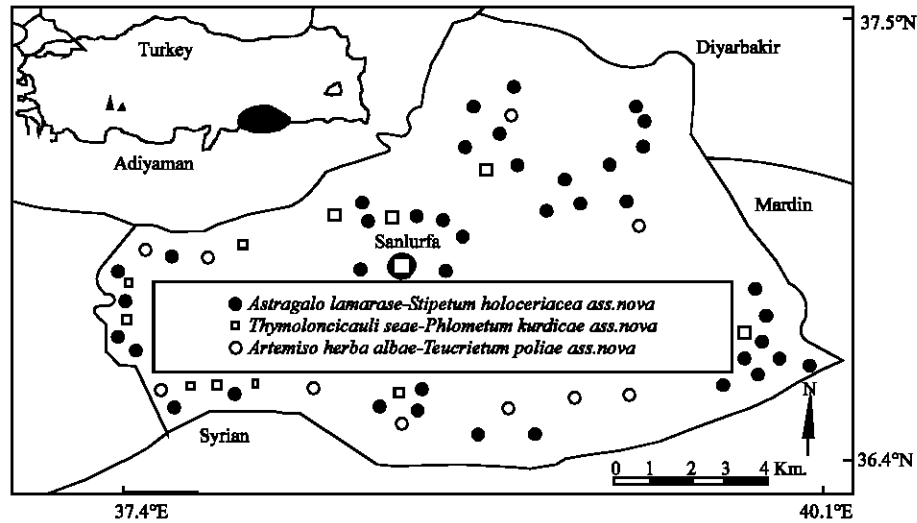 37.5°N
Diyarbakir
Turkey
Adiyaman
Mardin
Sanlurfa
Astragalo lamarase-Stipetum holoceriacea ass.nova
Thymoloncicauli seae-Phlometum kurdicae ass.nova
Artemiso herba albae-Teucrietum poliae ass.nova
N
Syrian
0 1 2 3 4 Km.
36.4°N
37.4°E
40.1°E